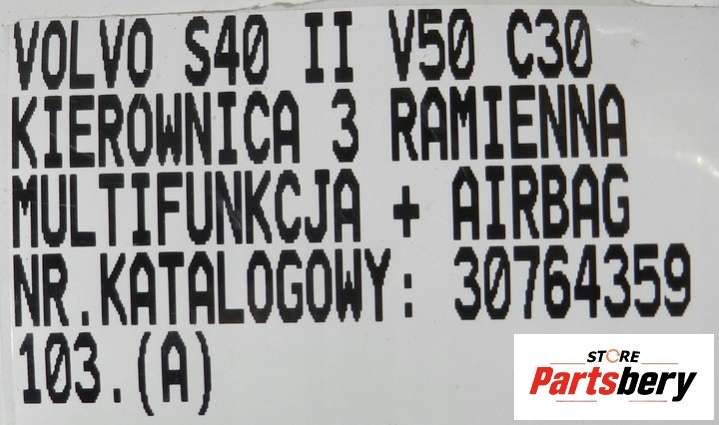 VOLVO S40 II V50 C30
KIEROWNICA 3 RAMIENNA
MULTIFUNKCJA + AIRBAG
NR.KATALOGOWY: 30764359
103.(A)
STORE
Partsbery